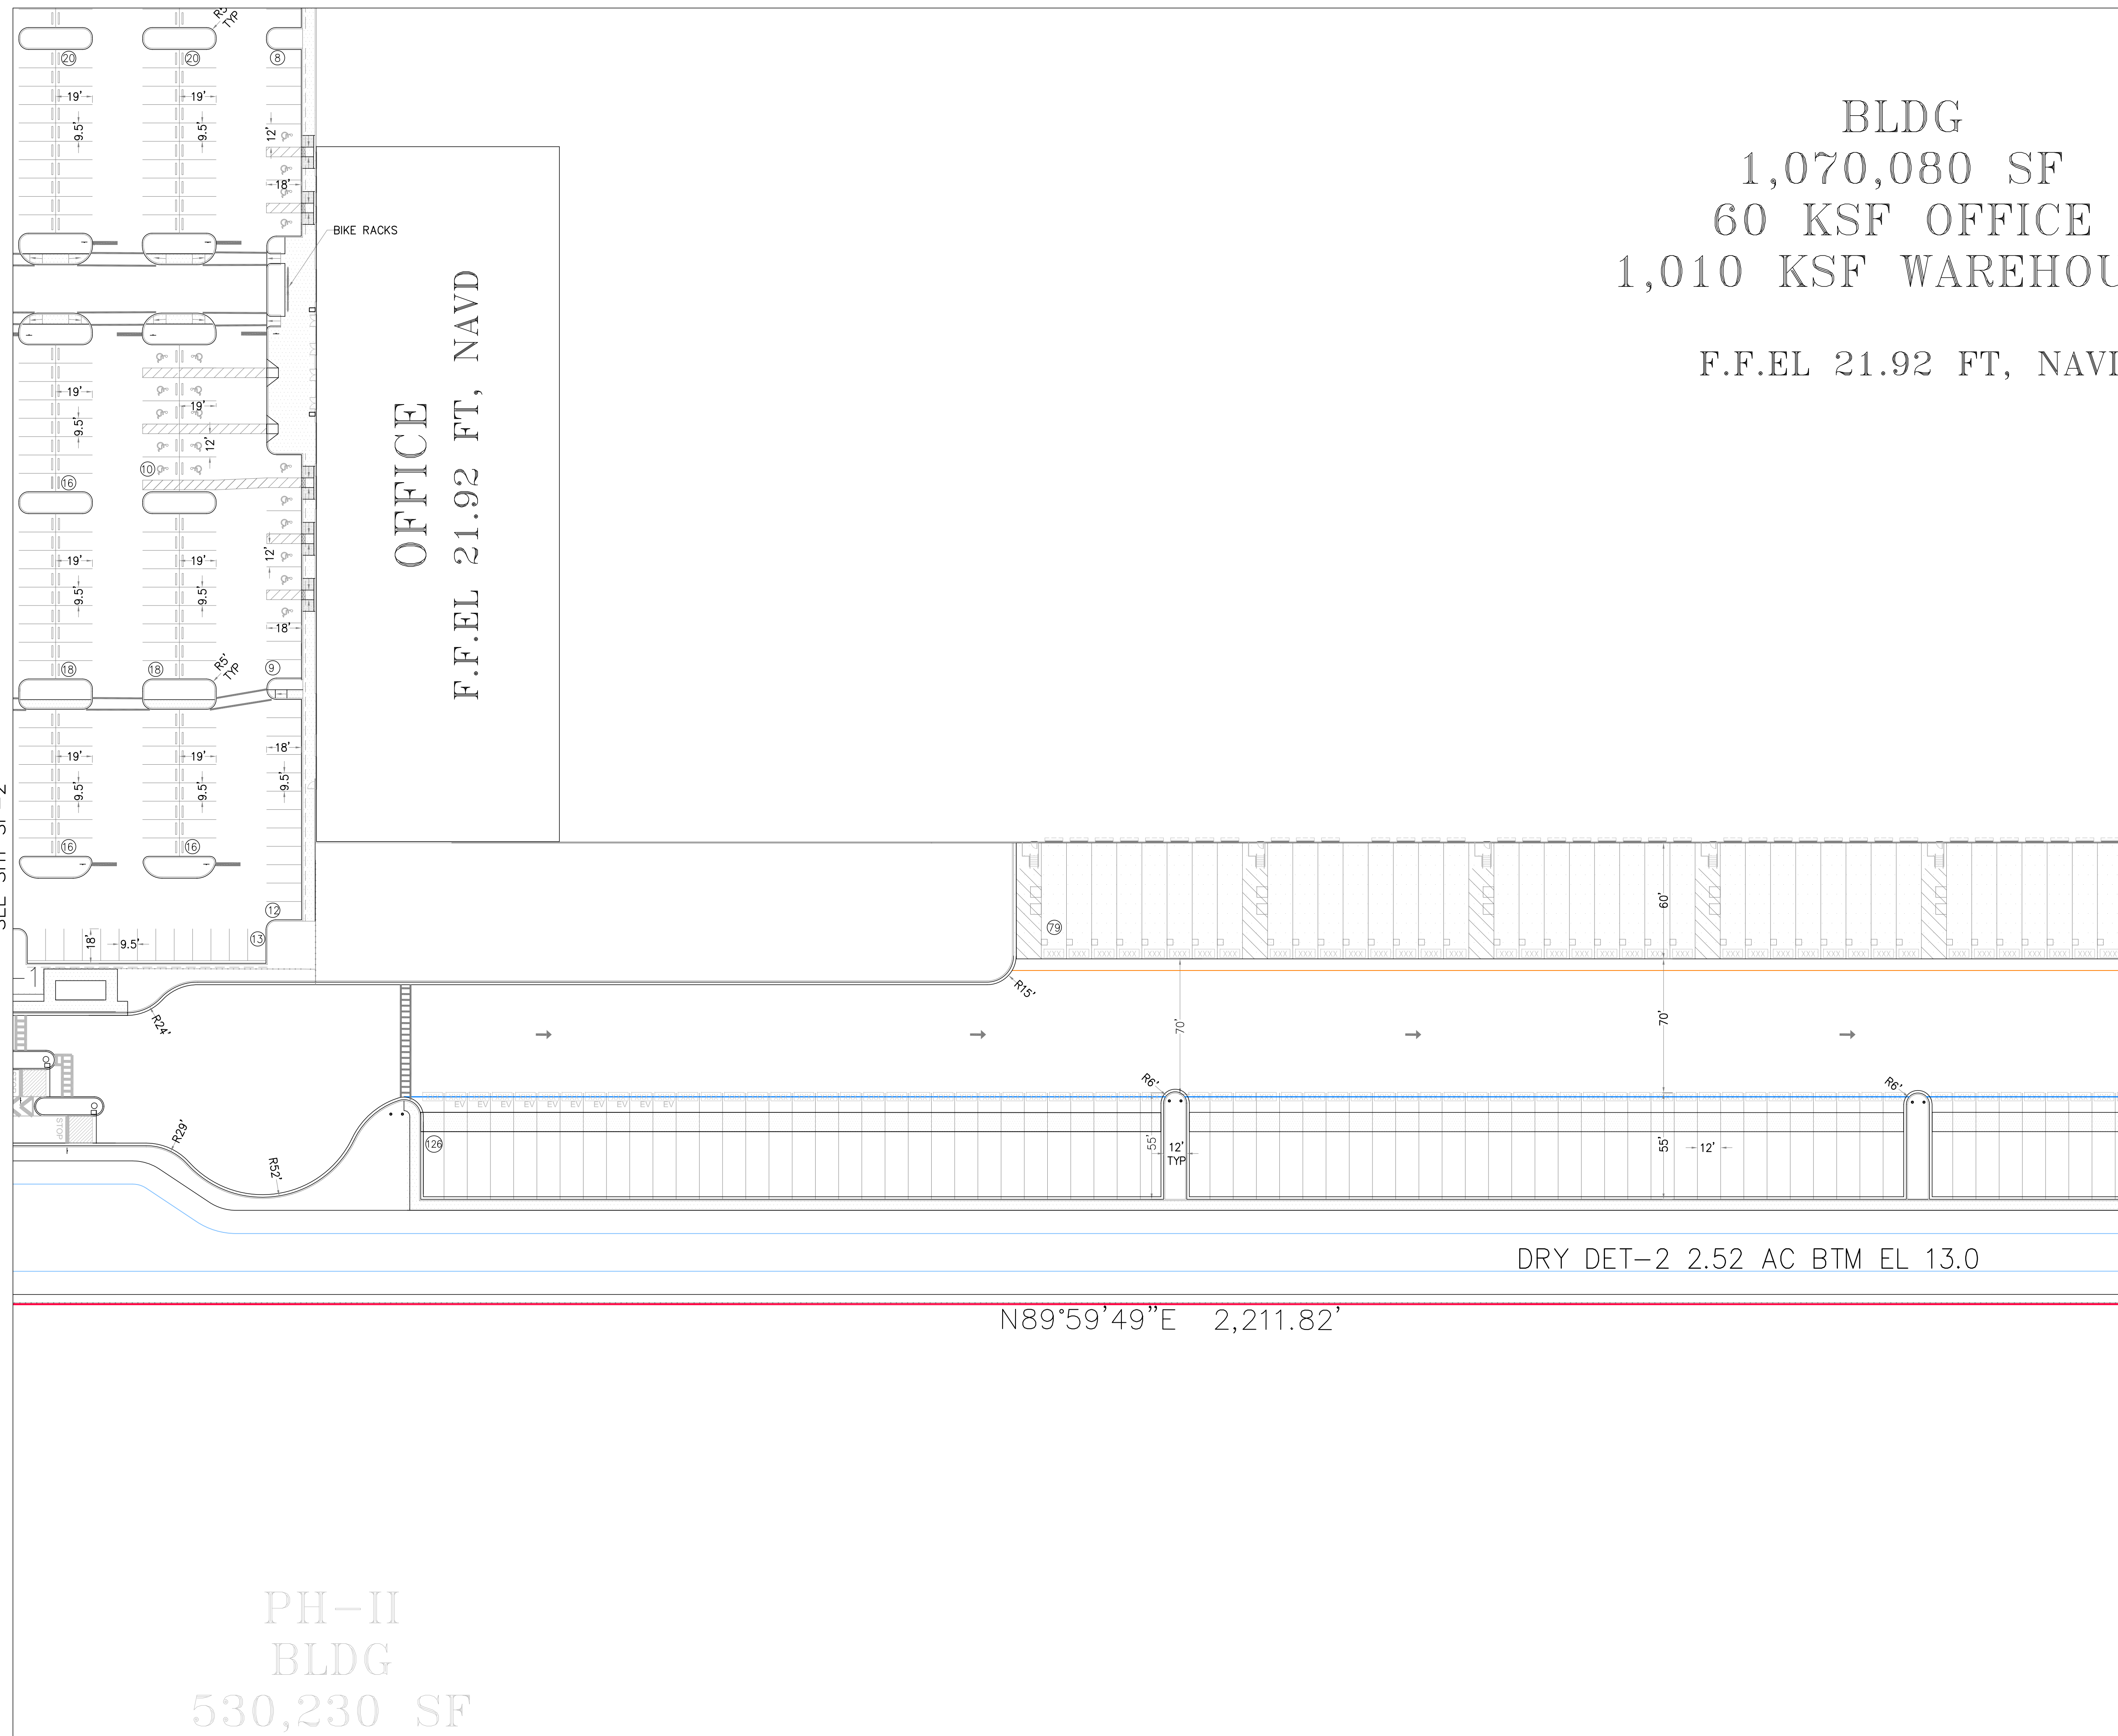 R5'
TYP
20
20
8
19'
19'
9.5'
9.5'
12'
18'
BIKE RACKS
BLDG
1,070,080 SF
60 KSF OFFICE
F.F.EL 21.92 FT,
OFFICE
F.F.EL 21.92 FT, NAVD
19'
19'
9.5'
12'
10
16
19'
19'
12'
9.5'
9.5'
18'
18
18
R5'
TYP
9
19'
19'
18'
9.5'
9.5'
9.5'
16
16
12
13
18'
9.5'
79
60'
R15'
R24'
70'
70'
R6'
R6'
EV EV EV EV EV EV EV EV EV EV
126
55'
12'
TYP
55'
12'
STOP
R29'
R52'
DRY DET-2 2.52 AC BTM EL 13.0
N89°59'49"E 2,211.82'
PH-II
BLDG
530,230 SF